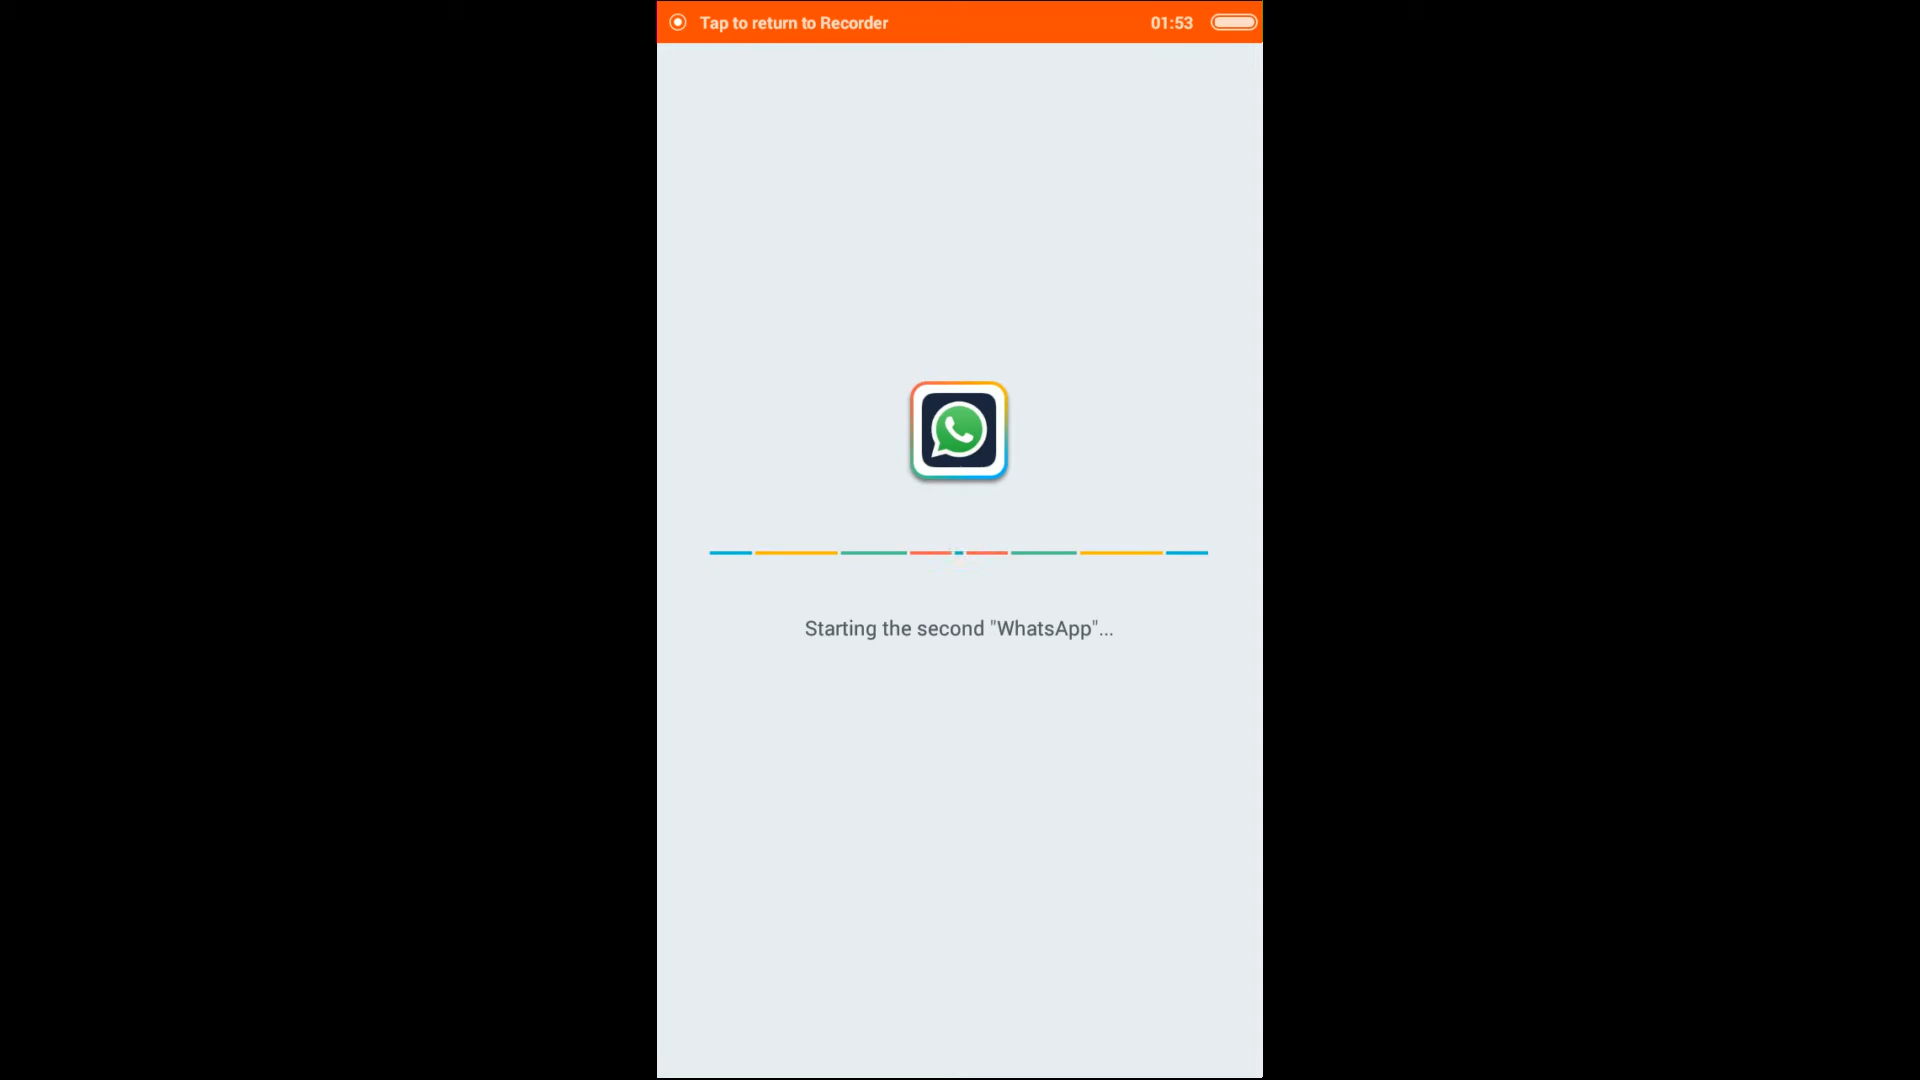 Tap to return to Recorder 01:53
Starting the second "WhatsApp"...